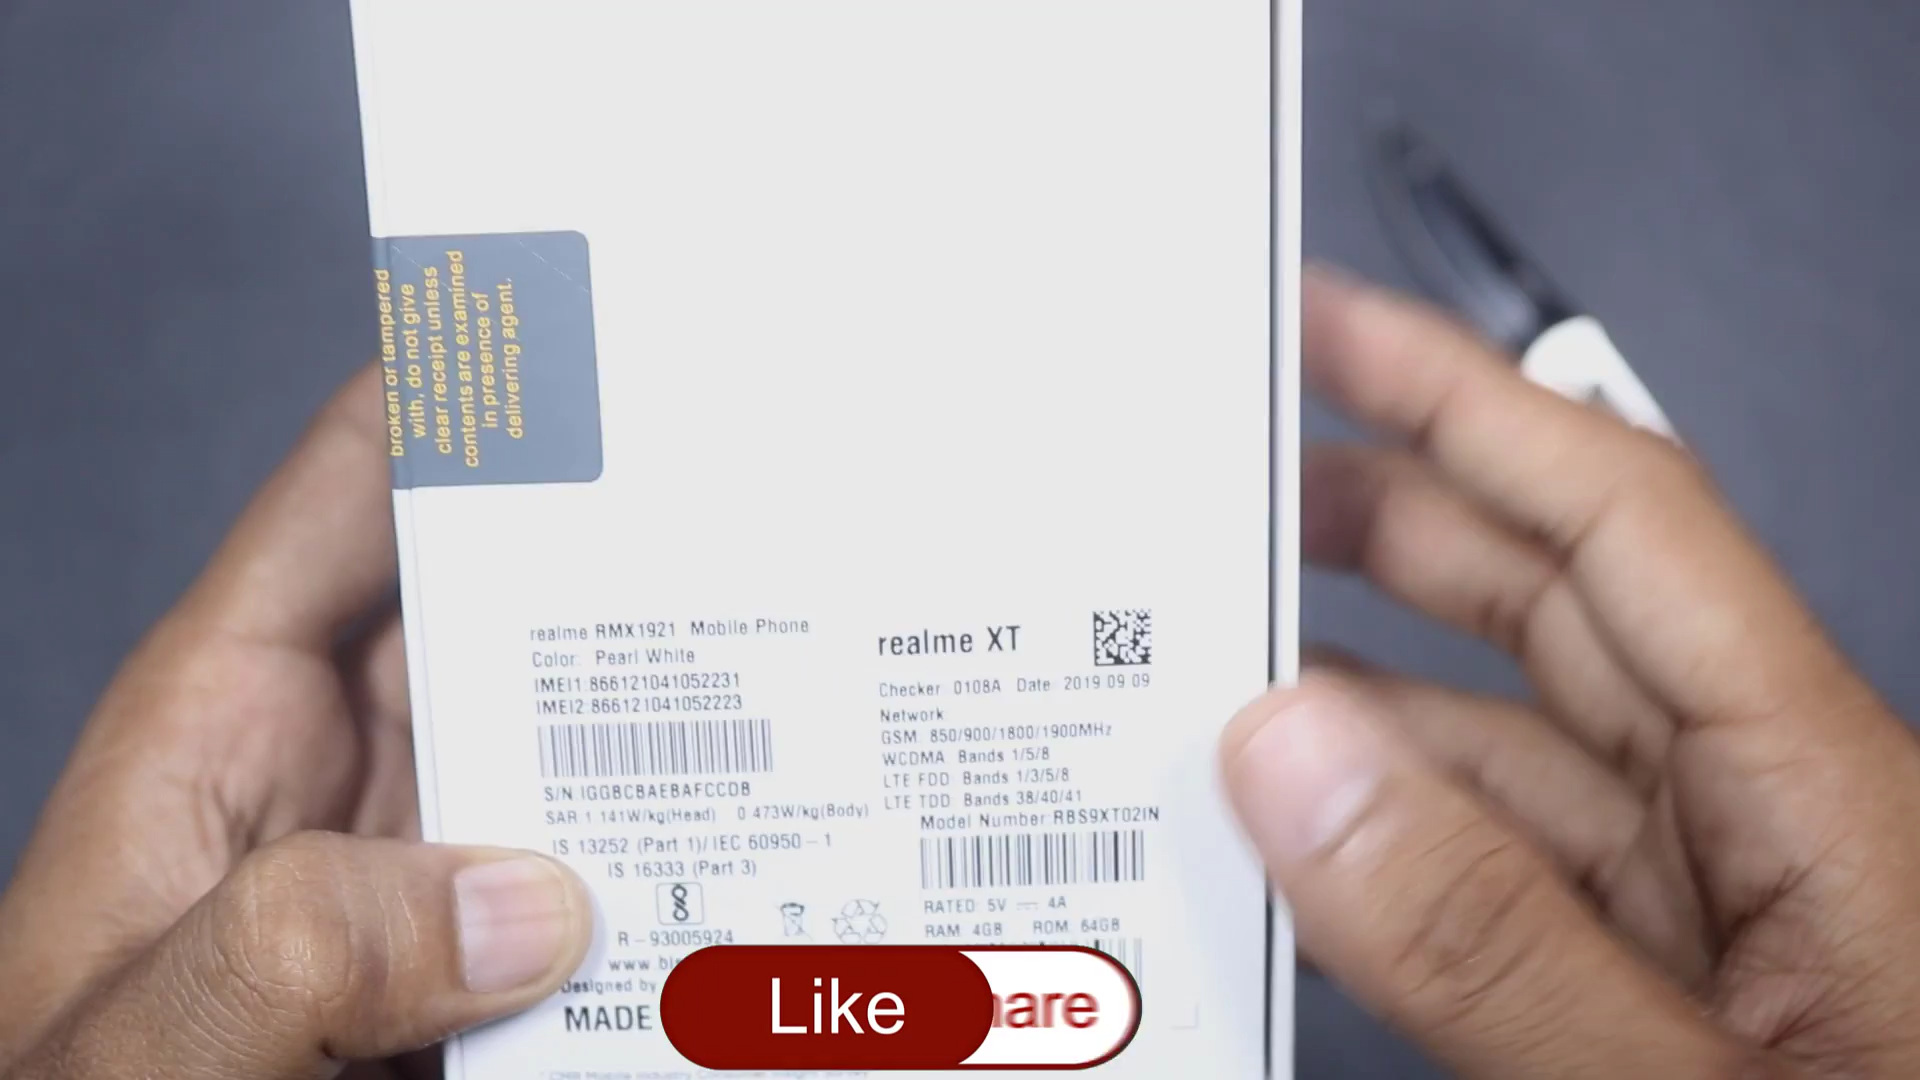 broken or tampered
with, do not give
clear receipt unless
contents are examined
in presence of
delivering agent.
realme RMX1921 Mobile Phone
Color: Pearl White
IMEI1:866121041052231
IMEI2:866121041052223
S/N:IGGBCBAEBAFCCDB
SAR:1.141W/kg(Head) 0.473W/kg(Body)
IS 13252 (Part 1)/IEC 60950-1
IS 16333 (Part 3)
R-93005924
www.bis
Designed by
MADE
realme XT
Checker: 0108A Date: 2019.09.09
Network
GSM: 850/900/1800/1900MHz
WCDMA: Bands 1/5/8
LTE FDD: Bands 1/3/5/8
LTE TDD: Bands 38/40/41
Model Number:RBS9XT02IN
RATED: 5V 4A
RAM: 4GB ROM: 64GB
Like
hare